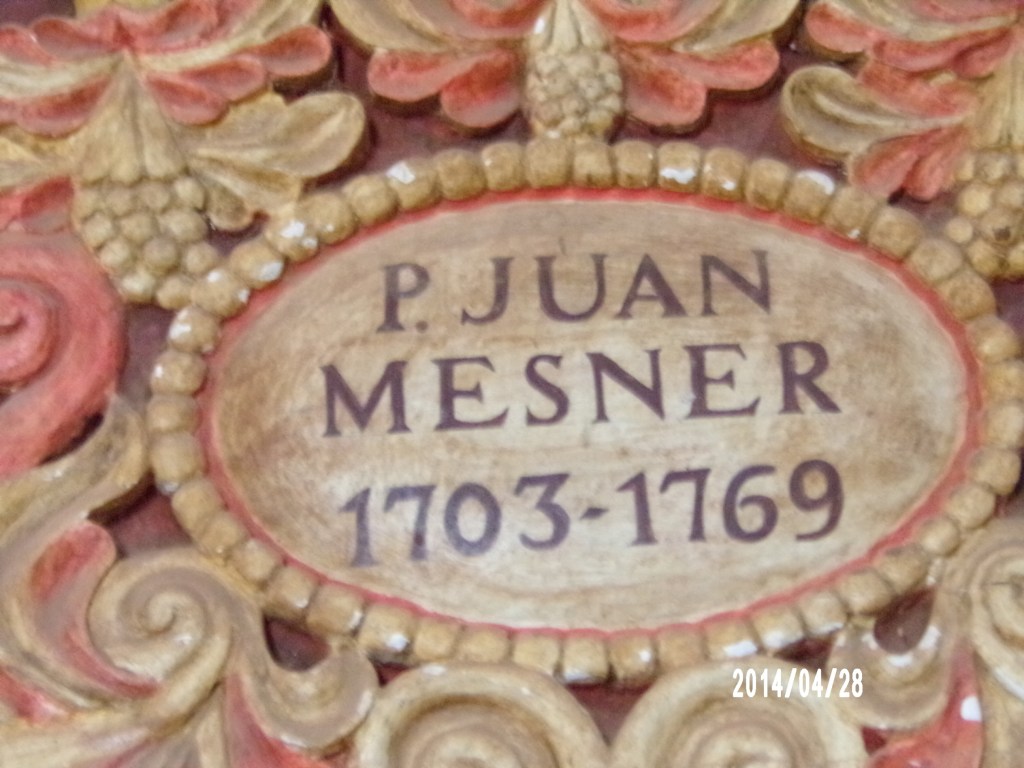 P. JUAN
MESNER
1703-1769
2014/04/28